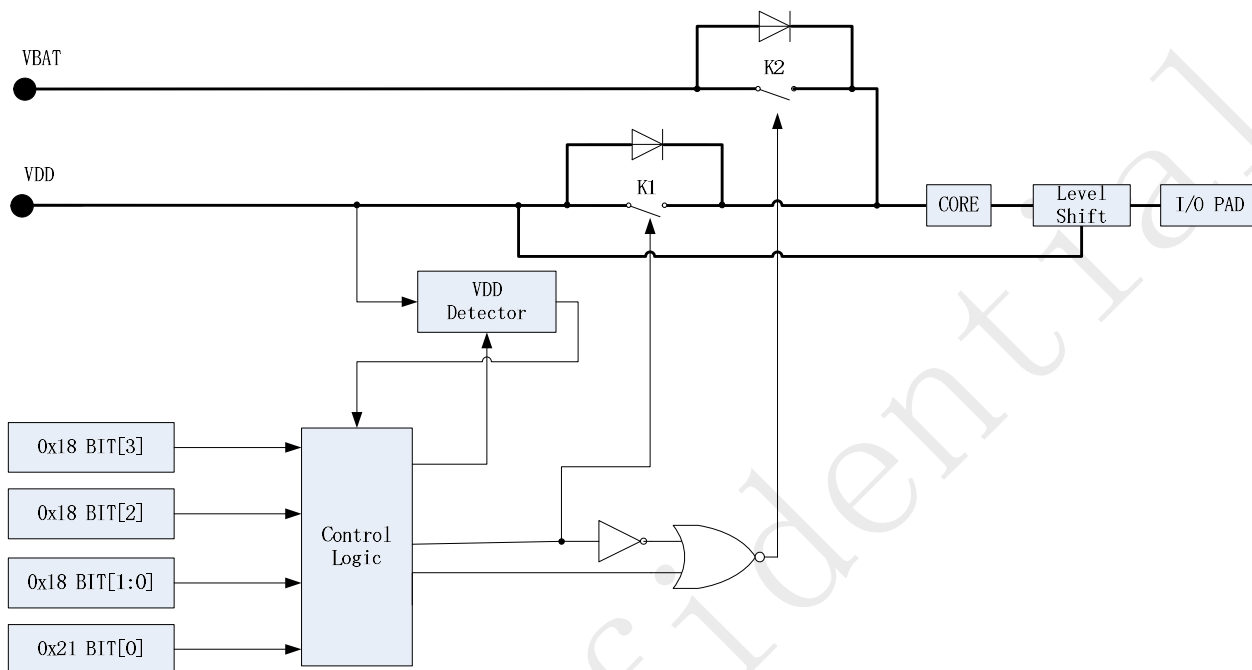 VBAT
K2
VDD
K1
CORE
Level
Shift
I/O PAD
VDD
Detector
0x18 BIT[3]
0x18 BIT[2]
0x18 BIT[1:0]
0x21 BIT[0]
Control
Logic
fidential